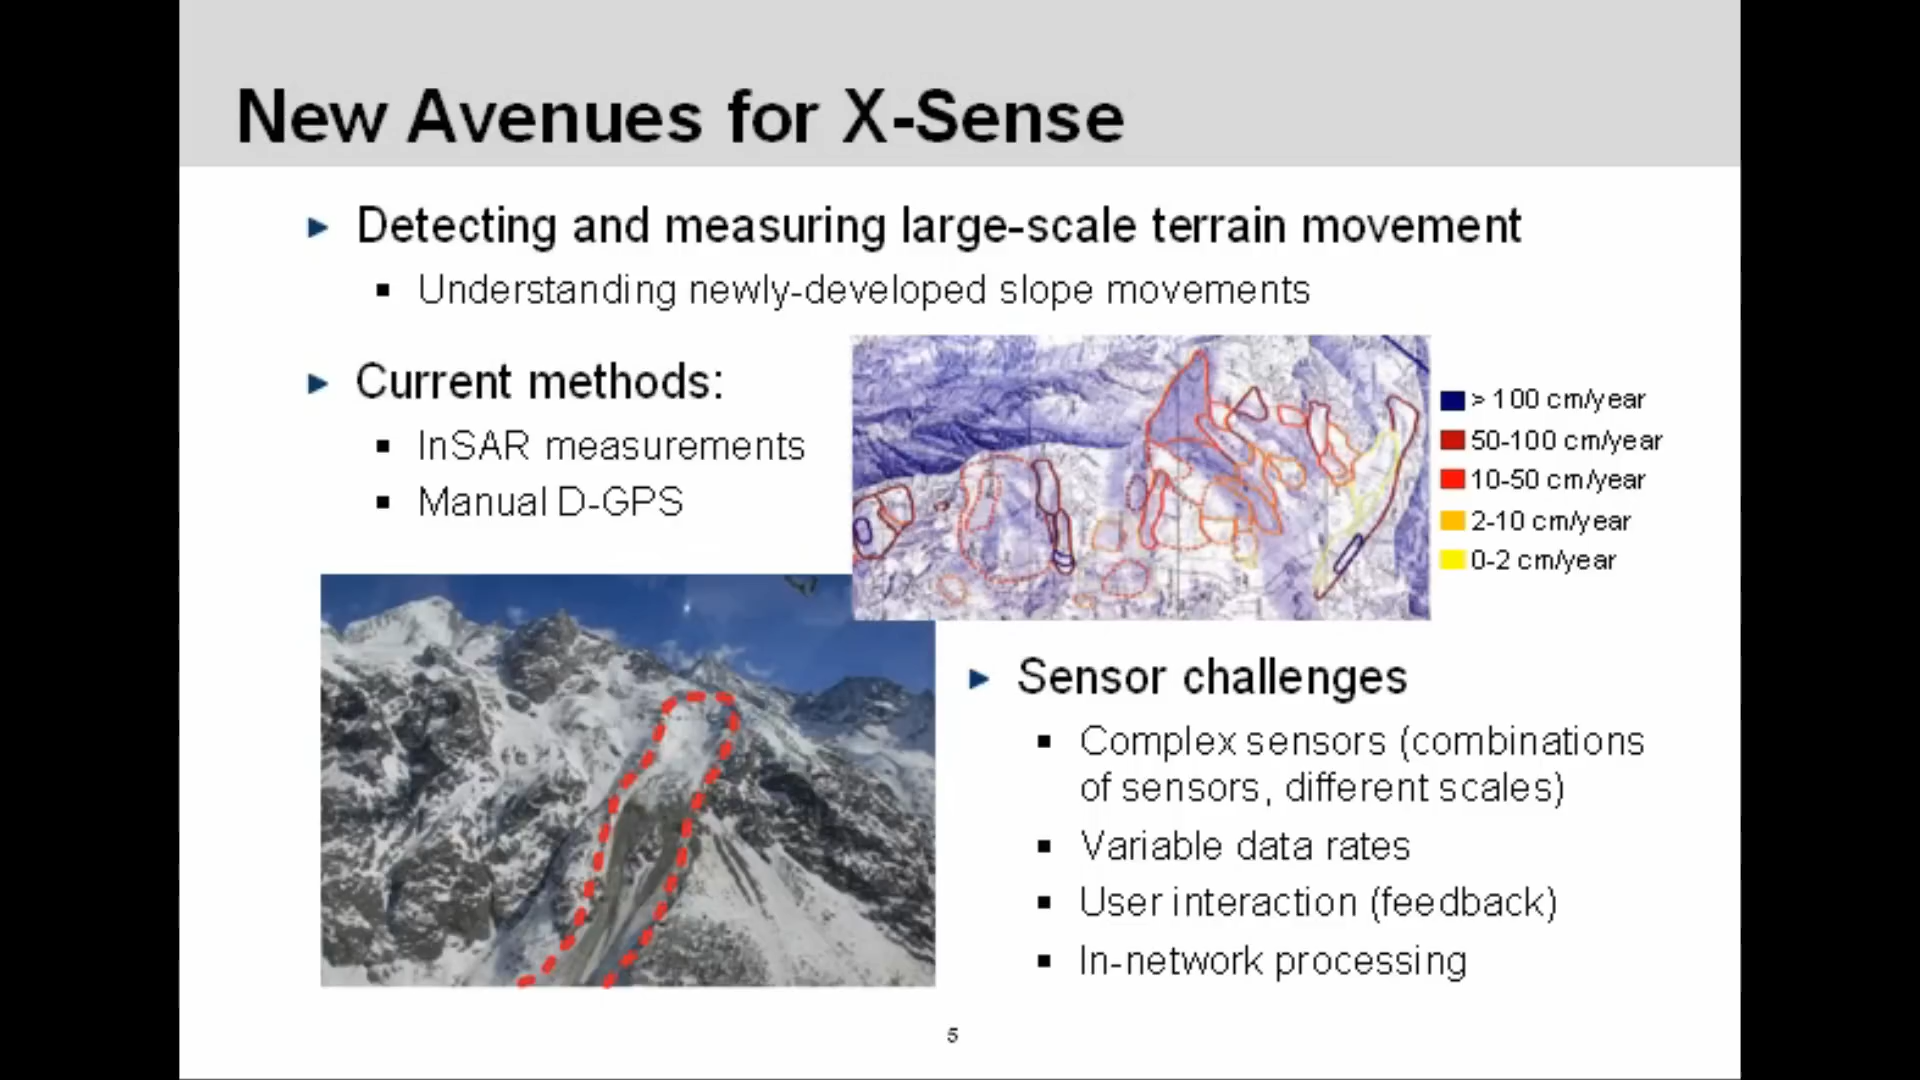 New Avenues for X-Sense
Detecting and measuring large-scale terrain movement
Understanding newly-developed slope movements
Current methods:
InSAR measurements
Manual D-GPS
> 100 cm/year
50-100 cm/year
10-50 cm/year
2-10 cm/year
0-2 cm/year
Sensor challenges
Complex sensors (combinations
of sensors, different scales)
Variable data rates
User interaction (feedback)
In-network processing
5